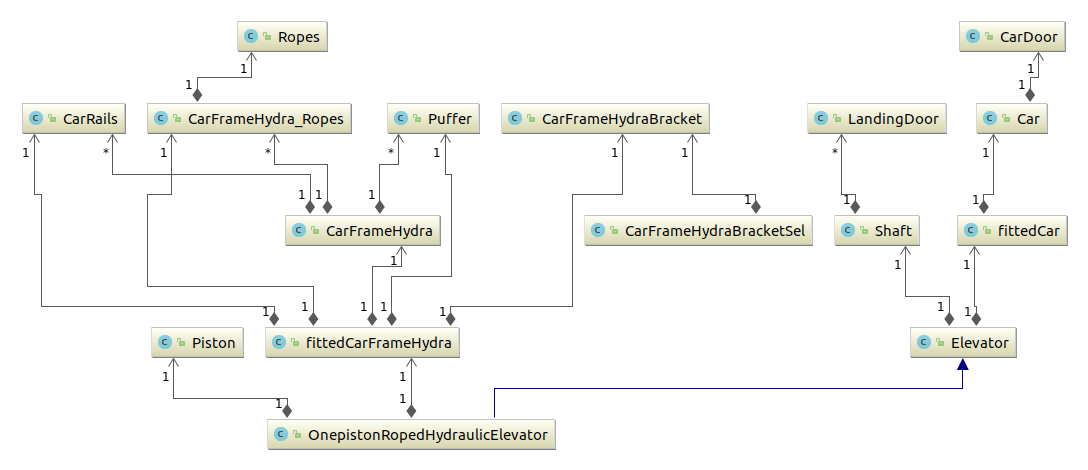 C Ropes
C CarDoor
1
1
1
1
C CarRails
C CarFrameHydra_Ropes
C Puffer
C CarFrameHydraBracket
C LandingDoor
C Car
1 * 1 * * 1 1 1 * 1
1 1 1 1 1 1
C CarFrameHydra
C CarFrameHydraBracketSel
C Shaft
C fittedCar
1 1 1
1 1 1 1 1 1 1
C Piston
C fittedCarFrameHydra
C Elevator
1 1
1 1
C OnepistonRopedHydraulicElevator